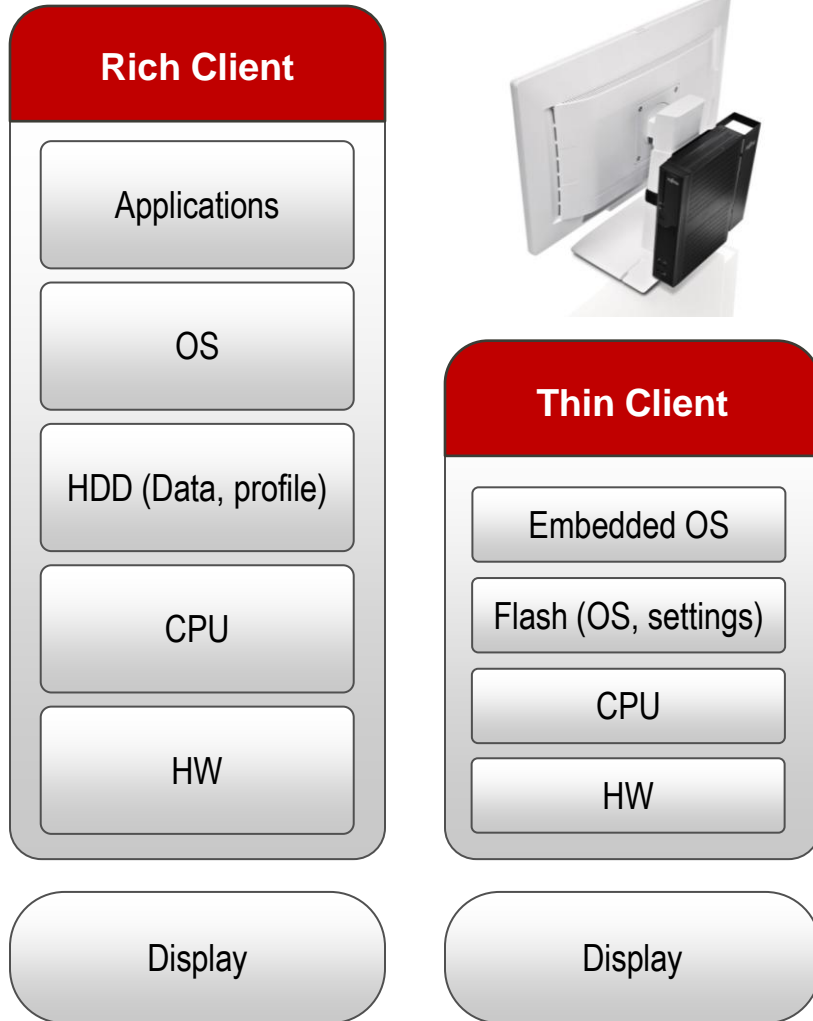 Rich Client
Applications
OS
HDD (Data, profile)
CPU
HW
Display
Thin Client
Embedded OS
Flash (OS, settings)
CPU
HW
Display